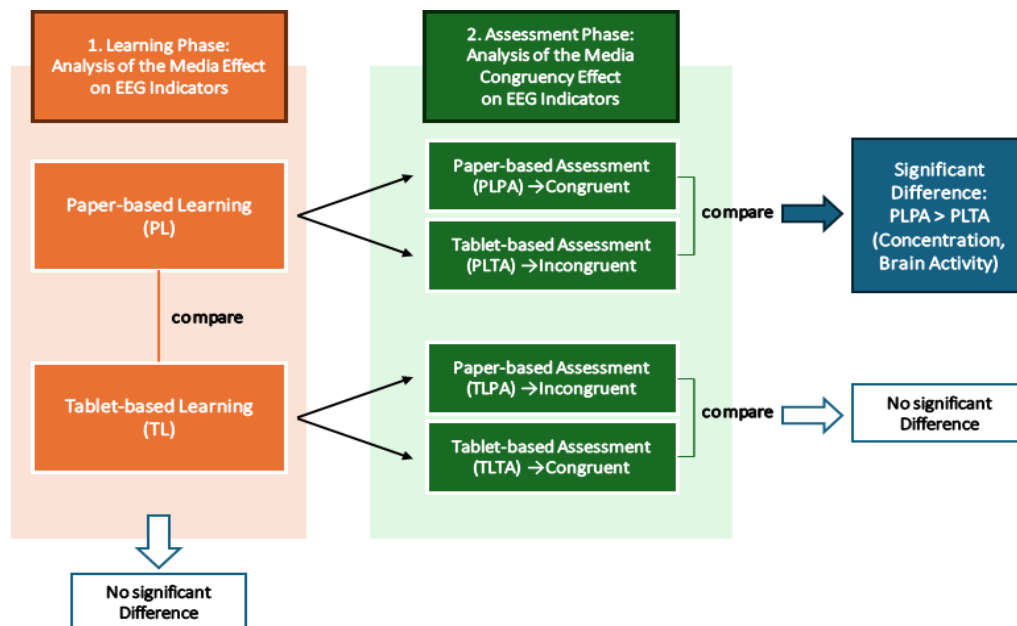 1. Learning Phase:
Analysis of the Media Effect
on EEG Indicators
2. Assessment Phase:
Analysis of the Media
Congruency Effect
on EEG Indicators
Paper-based Learning
(PL)
compare
Tablet-based Learning
(TL)
No significant
Difference
Paper-based Assessment
(PLPA) →Congruent
Tablet-based Assessment
(PLTA) →Incongruent
compare
Significant
Difference:
PLPA > PLTA
(Concentration,
Brain Activity)
Paper-based Assessment
(TLPA) →Incongruent
Tablet-based Assessment
(TLTA) →Congruent
compare
No significant
Difference